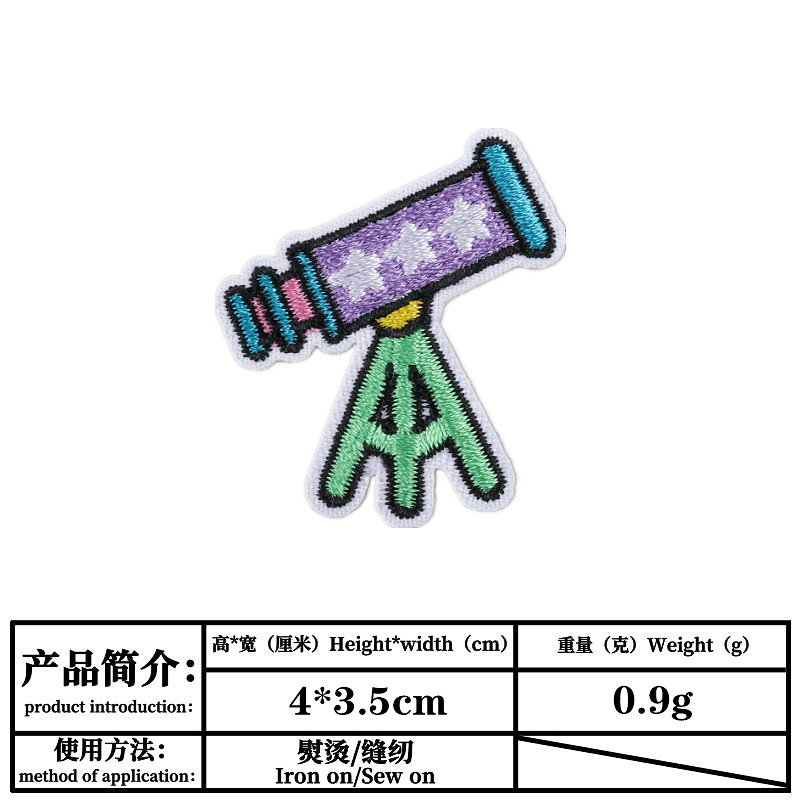 产品简介：
product introduction：
高*宽（厘米）Height*width（cm）
重量（克）Weight（g）
4*3.5cm
0.9g
使用方法：
method of application：
熨烫/缝纫
Iron on/Sew on